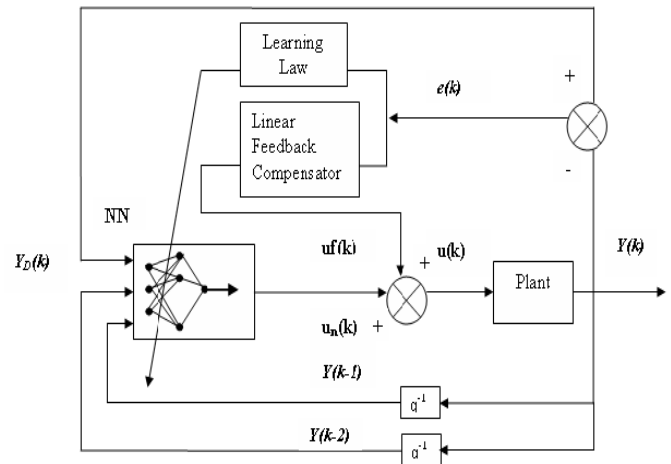 Learning
Law
+
e(k)
Linear
Feedback
Compensator
-
NN
Y_D(k)
uf(k)
+
u(k)
Y(k)
Plant
u_n(k)
+
Y(k-1)
q⁻¹
Y(k-2)
q⁻¹